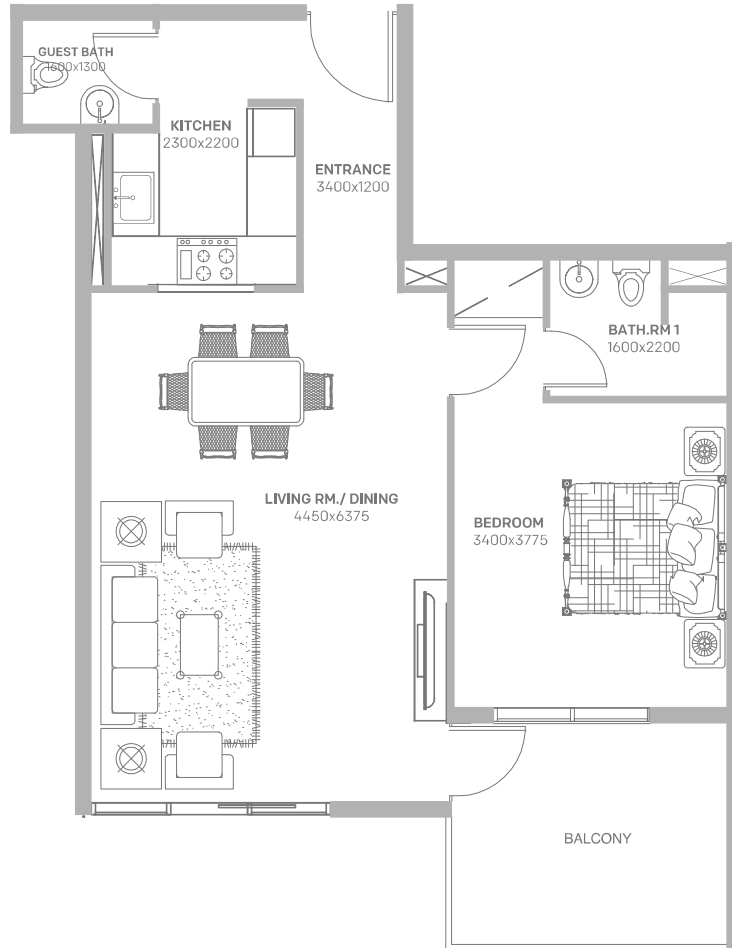 GUEST BATH
1600x1300
KITCHEN
2300x2200
ENTRANCE
3400x1200
BATH.RM 1
1600x2200
LIVING RM./ DINING
4450x6375
BEDROOM
3400x3775
BALCONY